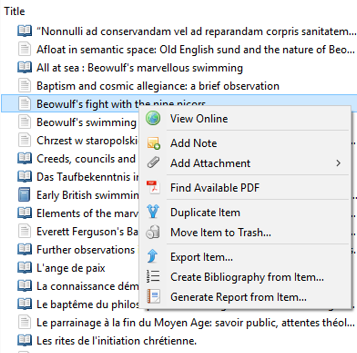 Title
"Nonnulli ad conservandam vel ad reparandam corpris sanitatem...
Afloat in semantic space: Old English sund and the nature of Beo...
All at sea : Beowulf's marvellous swimming
Baptism and cosmic allegiance: a brief observation
Beowulf's fight with the nine nicors
Beowulf's swimming
Chrzest w staropolski
Creeds, councils and
Das Taufbekenntnis
Early British swimming
Elements of the marv
Everett Ferguson's Ba
Further observations
L'ange de paix
La connaissance dém
Le baptéme du philosop
Le parrainage à la fin du Moyen Age: savoir public, attentes théol...
Les rites de l'initiation chrétienne.
View Online
Add Note
Add Attachment
Find Available PDF
Duplicate Item
Move Item to Trash...
Export Item...
Create Bibliography from Item...
Generate Report from Item...